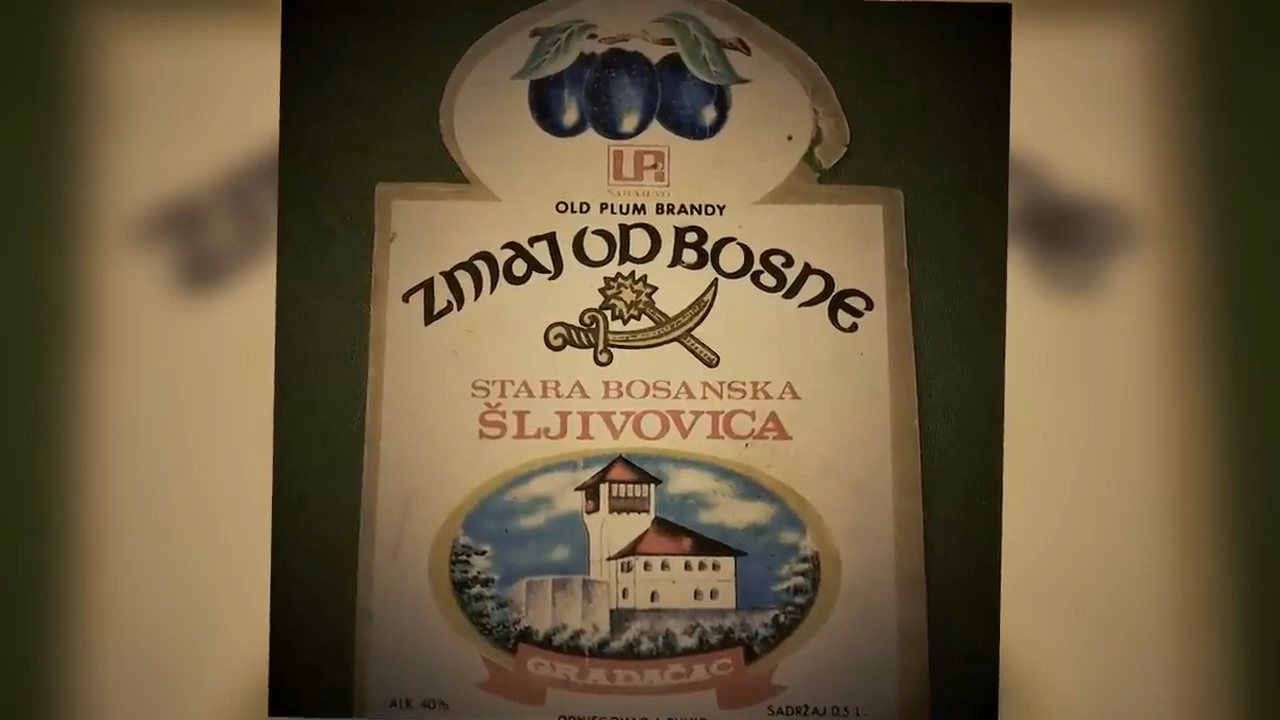 UPI
SARAJEVO
OLD PLUM BRANDY
ZMAJ OD BOSNE
STARA BOSANSKA
ŠLJIVOVICA
GRADAČAC
ALK. 40%
SADRŽAJ 0,5 L.